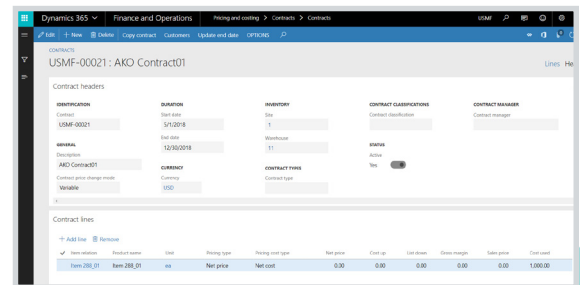 Dynamics 365 Finance and Operations Pricing and costing > Contracts > Contracts USMF
Edit + New Delete Copy contract Customers Update end date OPTIONS
CONTRACTS
USMF-00021 : AKO Contract01 Lines He
Contract headers
IDENTIFICATION DURATION INVENTORY CONTRACT CLASSIFICATIONS CONTRACT MANAGER
Contract Start date Site Contract classification Contract manager
USMF-00021 5/1/2018 1
End date Warehouse
GENERAL 12/30/2018 11 STATUS
Description Active
AKO Contract01 CURRENCY CONTRACT TYPES Yes
Contract price change mode Currency Contract type
Variable USD
Contract lines
+ Add line Remove
Item relation Product name Unit Pricing type Pricing cost type Net price Cost up List down Gross margin Sales price Cost used
Item 288_01 Item 288_01 ea Net price Net cost 0.00 0.00 0.00 0.00 0.00 1,000.00